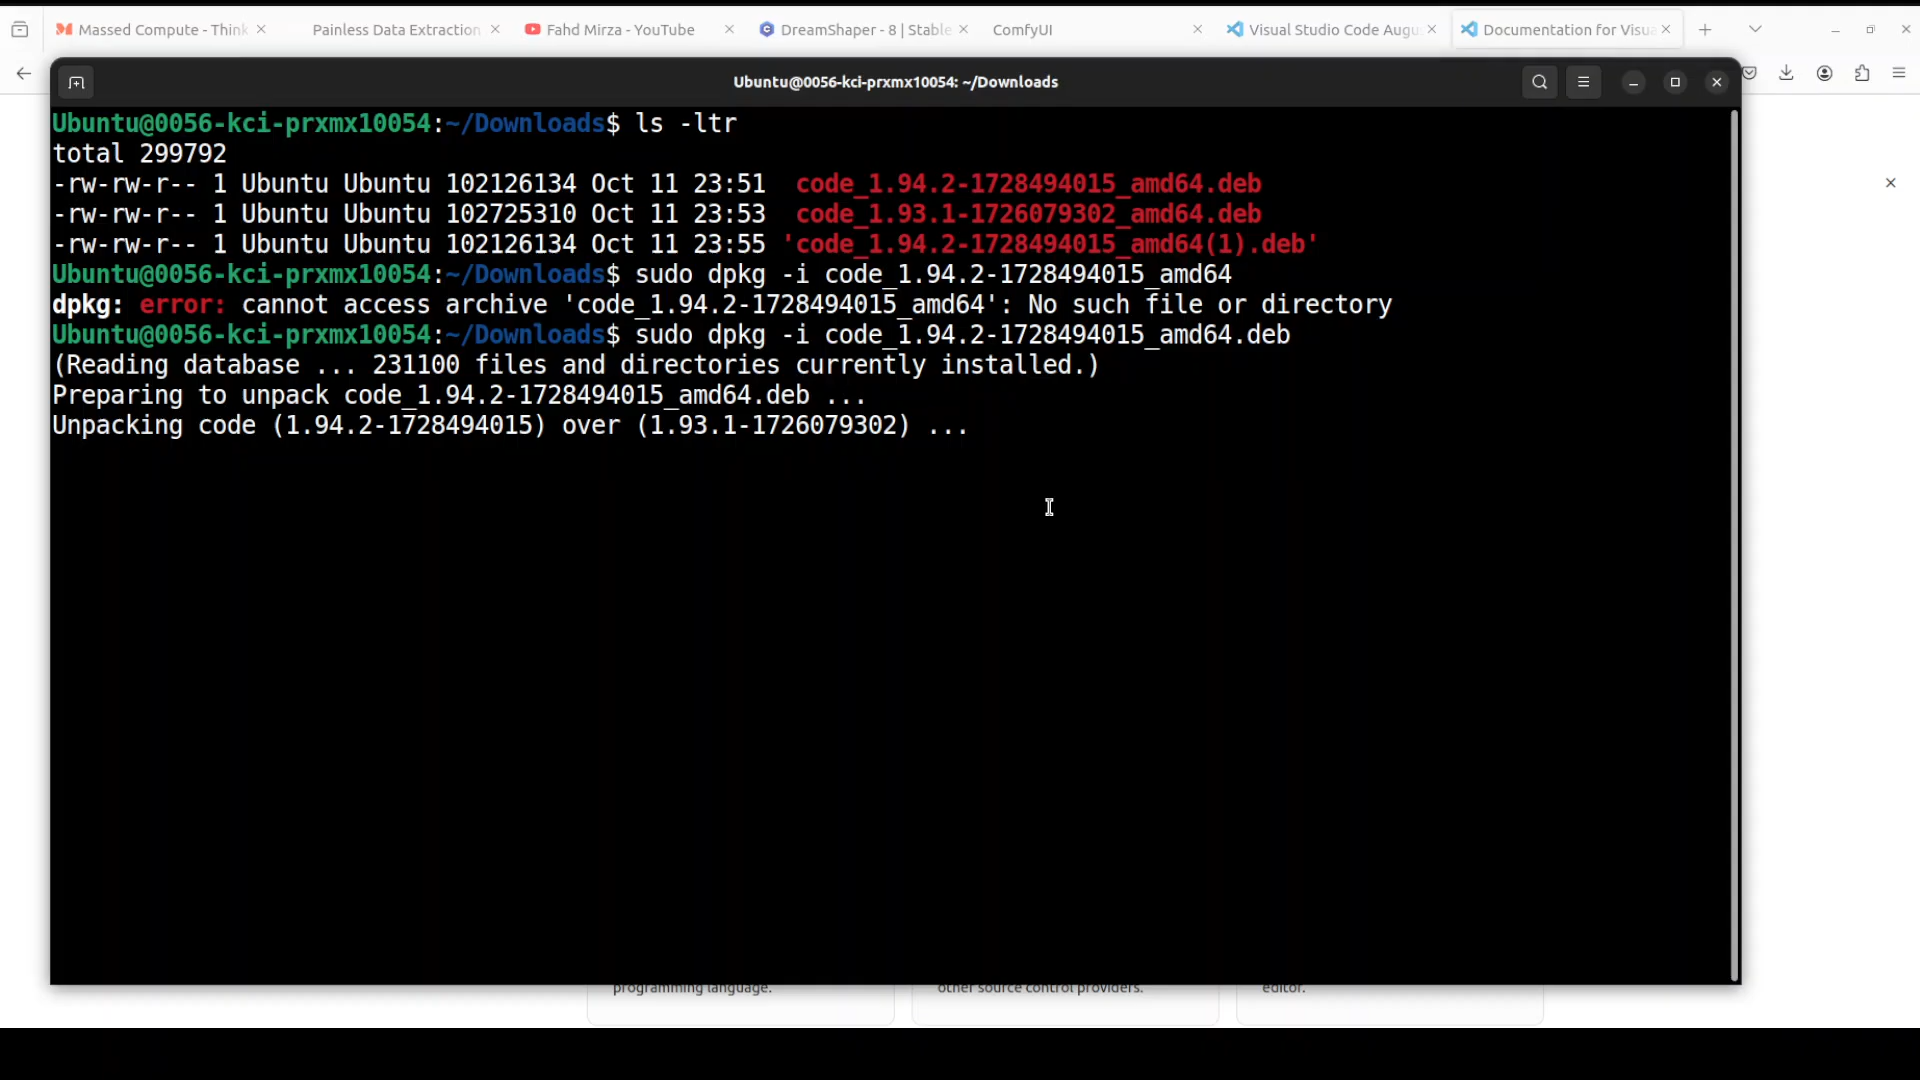 Massed Compute - Think
Painless Data Extraction
Fahd Mirza - YouTube
DreamShaper - 8 | Stable
ComfyUI
Visual Studio Code Augu
Documentation for Visua
Ubuntu@0056-kci-prxmx10054: ~/Downloads
Ubuntu@0056-kci-prxmx10054:~/Downloads$ ls -ltr
total 299792
-rw-rw-r-- 1 Ubuntu Ubuntu 102126134 Oct 11 23:51  code_1.94.2-1728494015_amd64.deb
-rw-rw-r-- 1 Ubuntu Ubuntu 102725310 Oct 11 23:53  code_1.93.1-1726079302_amd64.deb
-rw-rw-r-- 1 Ubuntu Ubuntu 102126134 Oct 11 23:55 'code_1.94.2-1728494015_amd64(1).deb'
Ubuntu@0056-kci-prxmx10054:~/Downloads$ sudo dpkg -i code_1.94.2-1728494015_amd64
dpkg: error: cannot access archive 'code_1.94.2-1728494015_amd64': No such file or directory
Ubuntu@0056-kci-prxmx10054:~/Downloads$ sudo dpkg -i code_1.94.2-1728494015_amd64.deb
(Reading database ... 231100 files and directories currently installed.)
Preparing to unpack code_1.94.2-1728494015_amd64.deb ...
Unpacking code (1.94.2-1728494015) over (1.93.1-1726079302) ...
programming language.
other source control providers.
editor.